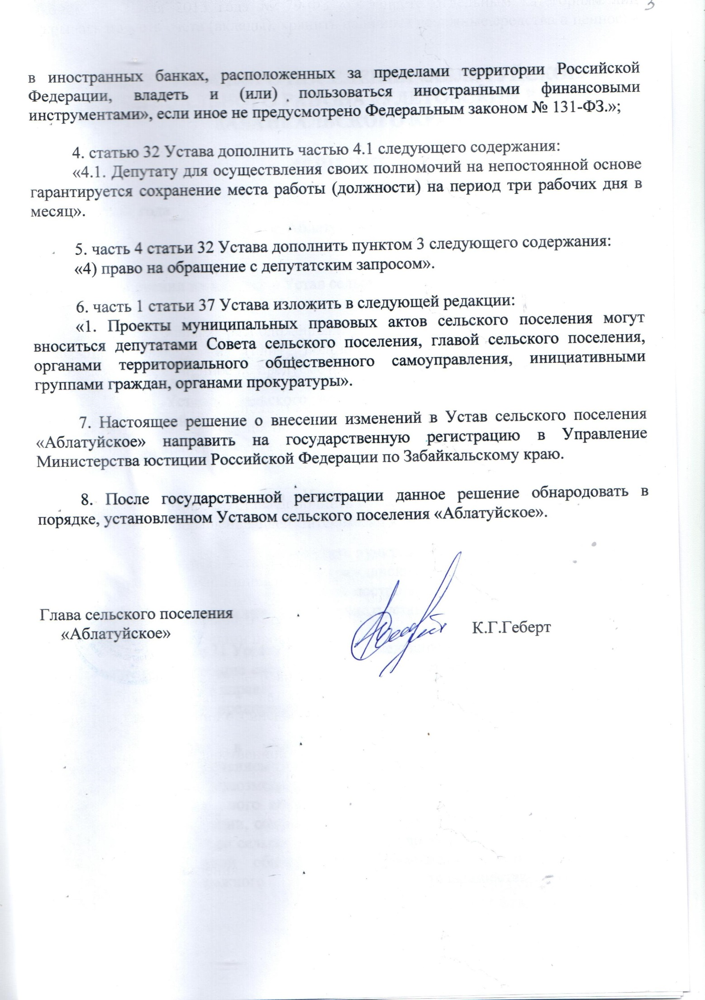 в иностранных банках, расположенных за пределами территории Российской
Федерации, владеть и (или) пользоваться иностранными финансовыми
инструментами», если иное не предусмотрено Федеральным законом № 131-ФЗ.»;
4. статью 32 Устава дополнить частью 4.1 следующего содержания:
«4.1. Депутату для осуществления своих полномочий на непостоянной основе
гарантируется сохранение места работы (должности) на период три рабочих дня в
месяц».
5. часть 4 статьи 32 Устава дополнить пунктом 3 следующего содержания:
«4) право на обращение с депутатским запросом».
6. часть 1 статьи 37 Устава изложить в следующей редакции:
«1. Проекты муниципальных правовых актов сельского поселения могут
вноситься депутатами Совета сельского поселения, главой сельского поселения,
органами территориального общественного самоуправления, инициативными
группами граждан, органами прокуратуры».
7. Настоящее решение о внесении изменений в Устав сельского поселения
«Аблатуйское» направить на государственную регистрацию в Управление
Министерства юстиции Российской Федерации по Забайкальскому краю.
8. После государственной регистрации данное решение обнародовать в
порядке, установленном Уставом сельского поселения «Аблатуйское».
Глава сельского поселения
«Аблатуйское» К.Г.Геберт